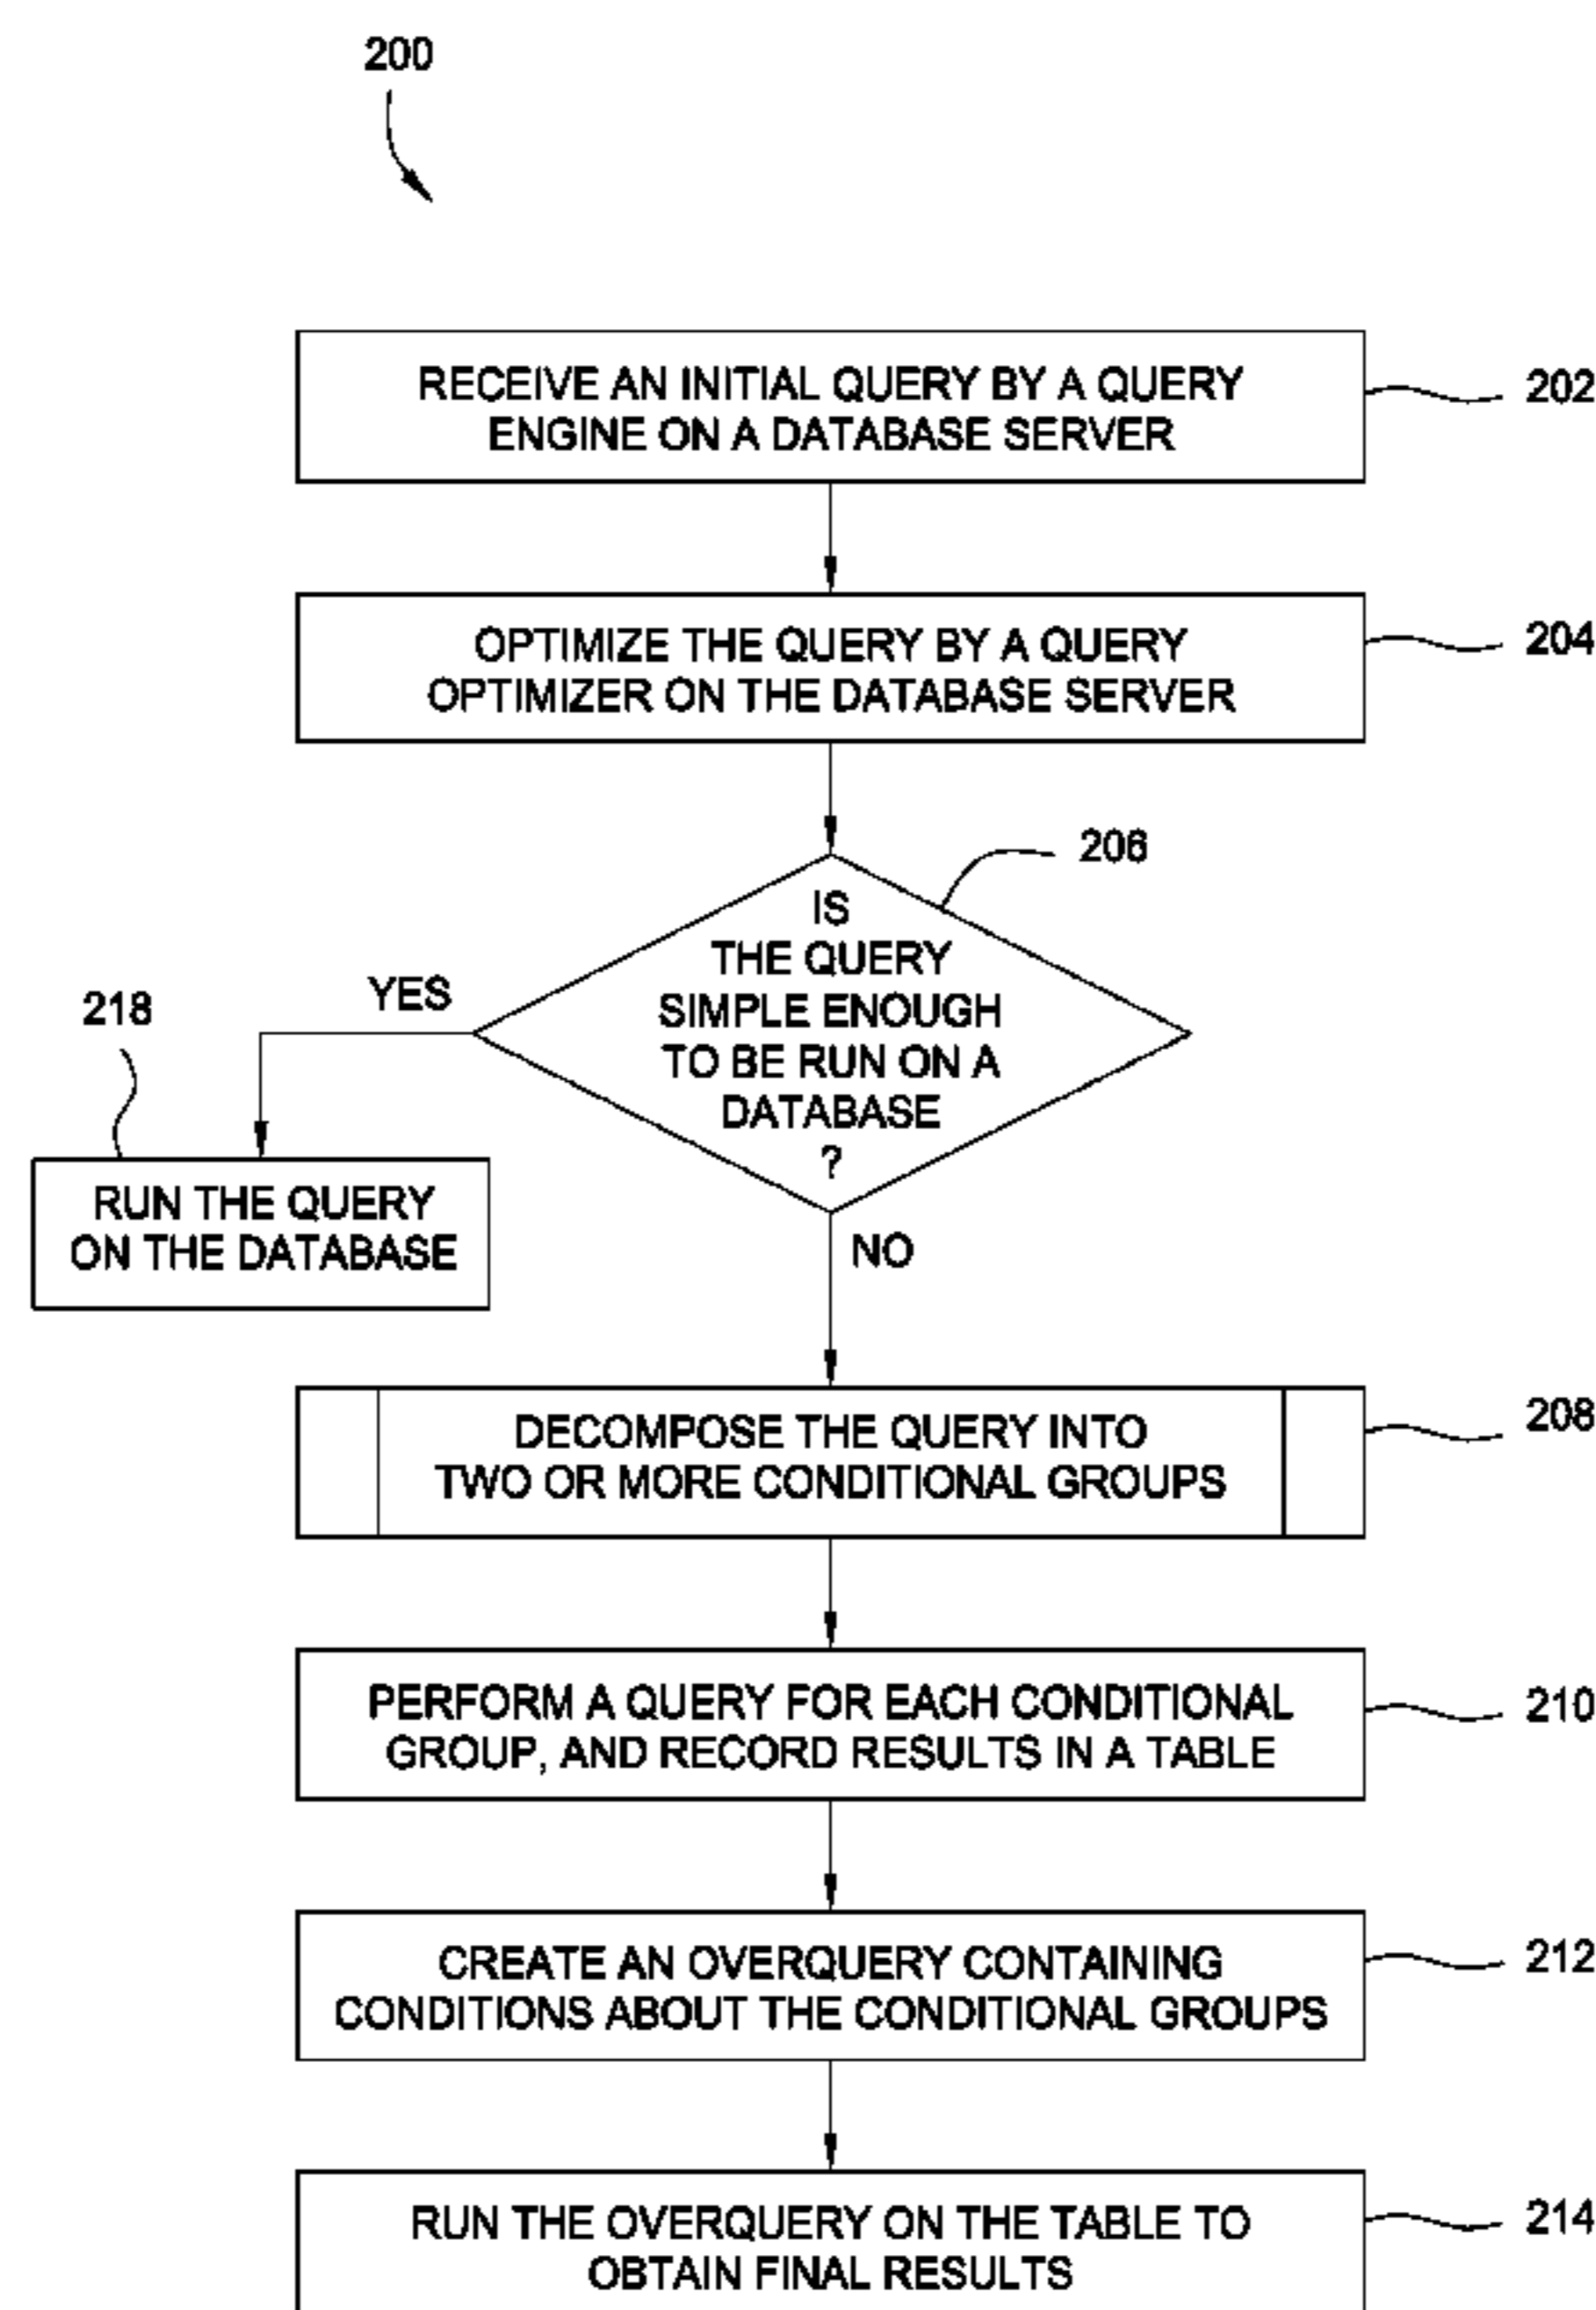 200
RECEIVE AN INITIAL QUERY BY A QUERY
ENGINE ON A DATABASE SERVER
202
OPTIMIZE THE QUERY BY A QUERY
OPTIMIZER ON THE DATABASE SERVER
204
206
IS
THE QUERY
SIMPLE ENOUGH
TO BE RUN ON A
DATABASE
?
YES
218
RUN THE QUERY
ON THE DATABASE
NO
DECOMPOSE THE QUERY INTO
TWO OR MORE CONDITIONAL GROUPS
208
PERFORM A QUERY FOR EACH CONDITIONAL
GROUP, AND RECORD RESULTS IN A TABLE
210
CREATE AN OVERQUERY CONTAINING
CONDITIONS ABOUT THE CONDITIONAL GROUPS
212
RUN THE OVERQUERY ON THE TABLE TO
OBTAIN FINAL RESULTS
214